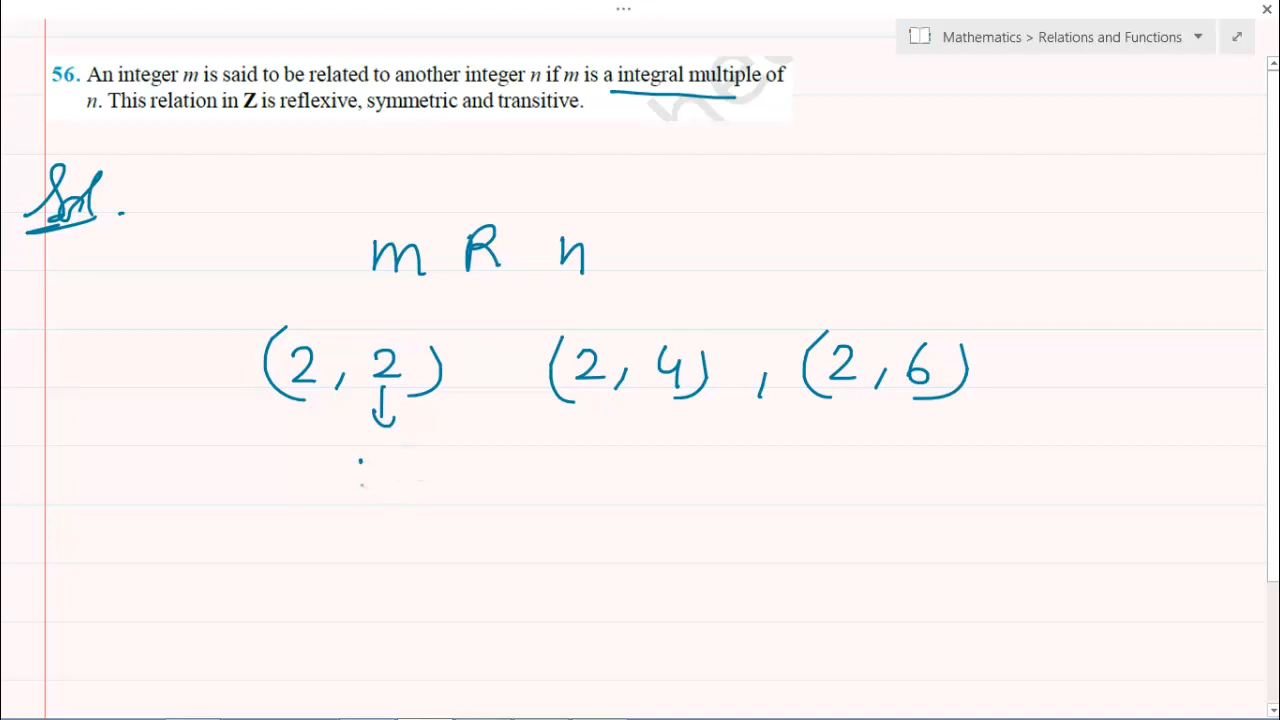 Mathematics > Relations and Functions
56. An integer m is said to be related to another integer n if m is a integral multiple of
n. This relation in Z is reflexive, symmetric and transitive.
Sol.
m R n
(2, 2) (2, 4), (2, 6)